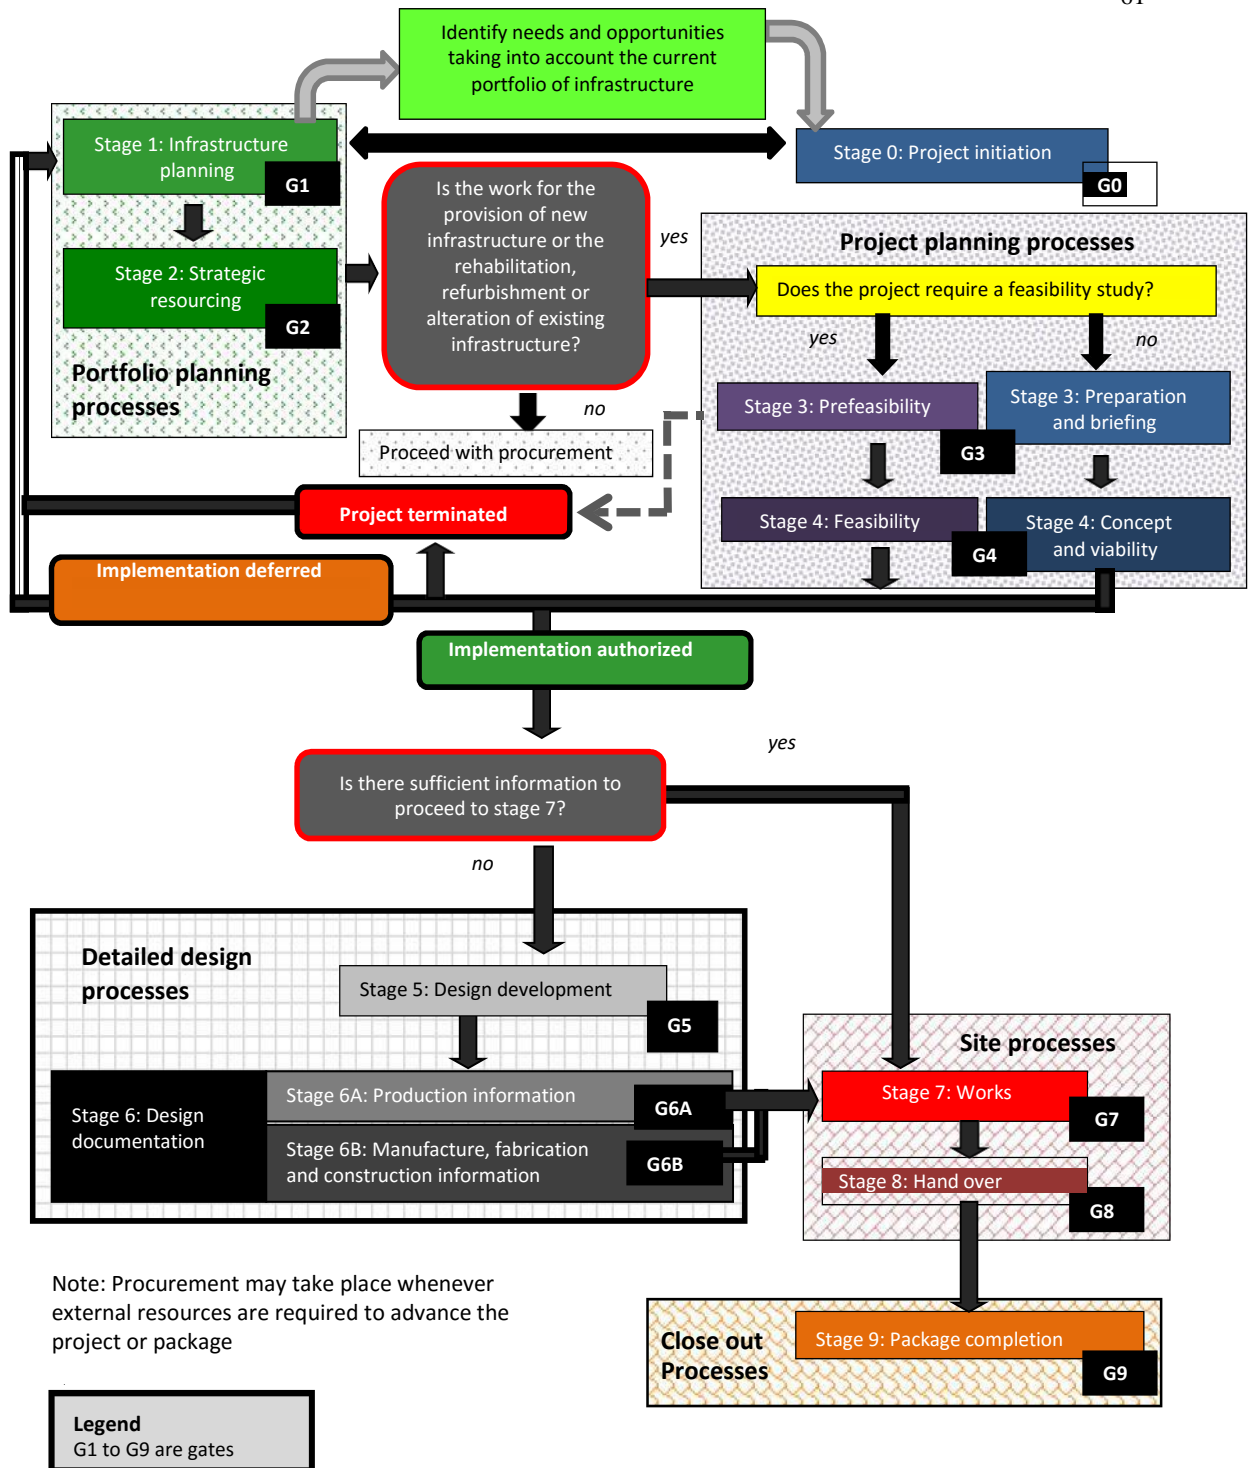 Identify needs and opportunities
taking into account the current
portfolio of infrastructure
Stage 1: Infrastructure
planning
G1
Stage 0: Project initiation
G0
Is the work for the
provision of new
infrastructure or the
rehabilitation,
refurbishment or
alteration of existing
infrastructure?
yes
Project planning processes
Stage 2: Strategic
resourcing
G2
Does the project require a feasibility study?
yes
no
Portfolio planning
processes
no
Stage 3: Prefeasibility
Stage 3: Preparation
and briefing
G3
Proceed with procurement
Project terminated
Stage 4: Feasibility
Stage 4: Concept
and viability
G4
Implementation deferred
Implementation authorized
Is there sufficient information to
proceed to stage 7?
yes
no
Detailed design
processes
Stage 5: Design development
G5
Stage 6: Design
documentation
Stage 6A: Production information
G6A
Stage 6B: Manufacture, fabrication
and construction information
G6B
Site processes
Stage 7: Works
G7
Stage 8: Hand over
G8
Note: Procurement may take place whenever
external resources are required to advance the
project or package
Close out
Processes
Stage 9: Package completion
G9
Legend
G1 to G9 are gates